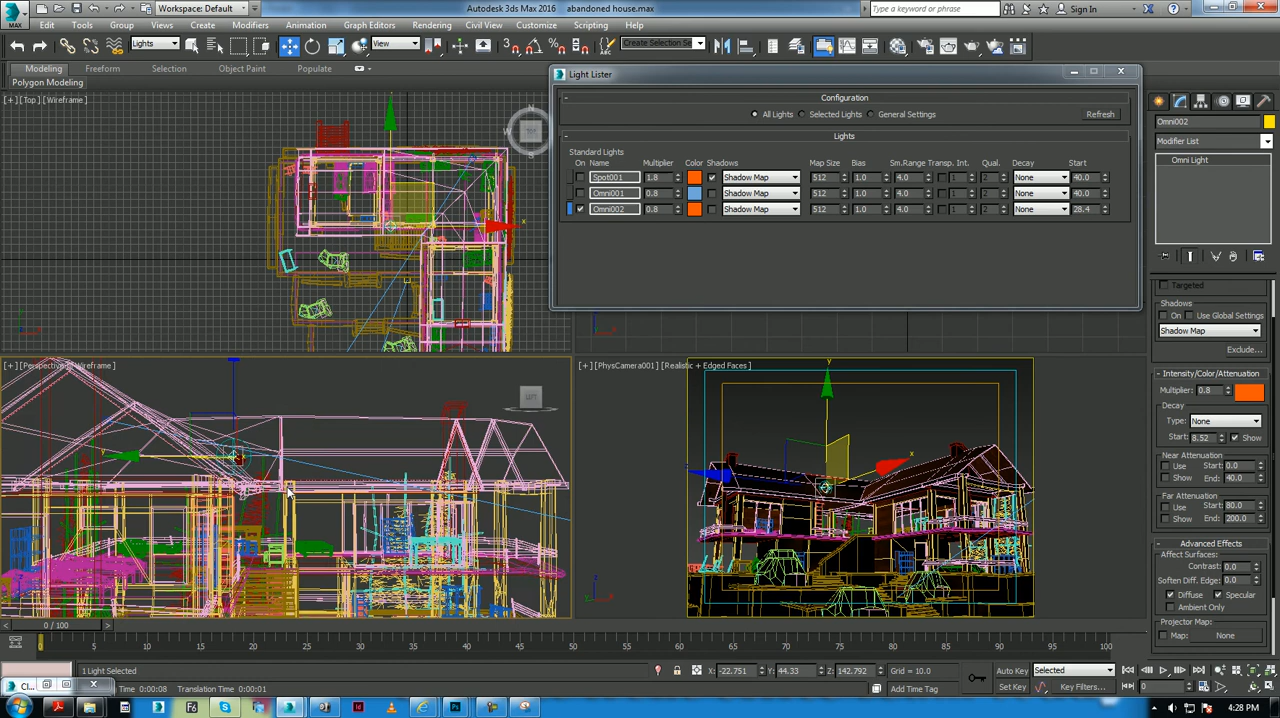 Workspace: Default
Autodesk 3ds Max 2016    abandoned house.max
Type a keyword or phrase
Sign In
MAX
Edit Tools Group Views Create Modifiers Animation Graph Editors Rendering Civil View Customize Scripting Help
Lights
View
Create Selection Se
Modeling Freeform Selection Object Paint Populate
Polygon Modeling
[+] [Top] [Wireframe]
Light Lister
Configuration
All Lights Selected Lights General Settings Refresh
Lights
Standard Lights
On Name Multiplier Color Shadows Map Size Bias Sm.Range Transp. Int. Qual. Decay Start
Spot001 1.8 Shadow Map 512 1.0 4.0 1 2 None 40.0
Omni001 0.8 Shadow Map 512 1.0 4.0 1 2 None 40.0
Omni002 0.8 Shadow Map 512 1.0 4.0 1 2 None 28.4
Omni002
Modifier List
Omni Light
Targeted
Shadows
On Use Global Settings
Shadow Map
Exclude...
Intensity/Color/Attenuation
Multiplier: 0.8
Decay
Type: None
Start: 8.52 Show
Near Attenuation
Use Start: 0.0
Show End: 40.0
Far Attenuation
Use Start: 80.0
Show End: 200.0
Advanced Effects
Affect Surfaces:
Contrast: 0.0
Soften Diff. Edge: 0.0
Diffuse Specular
Ambient Only
Projector Map:
Map: None
[+] [PhysCamera001] [Realistic + Edged Faces]
0 / 100
0 5 10 15 20 25 30 35 40 45 50 55 60 65 70 75 80 85 90 95 100
1 Light Selected
X: -22.751 Y: 44.33 Z: 142.792 Grid = 10.0
Auto Key Selected
Time 0:00:08 Translation Time 0:00:01
Add Time Tag
Set Key Key Filters...
0
4:28 PM